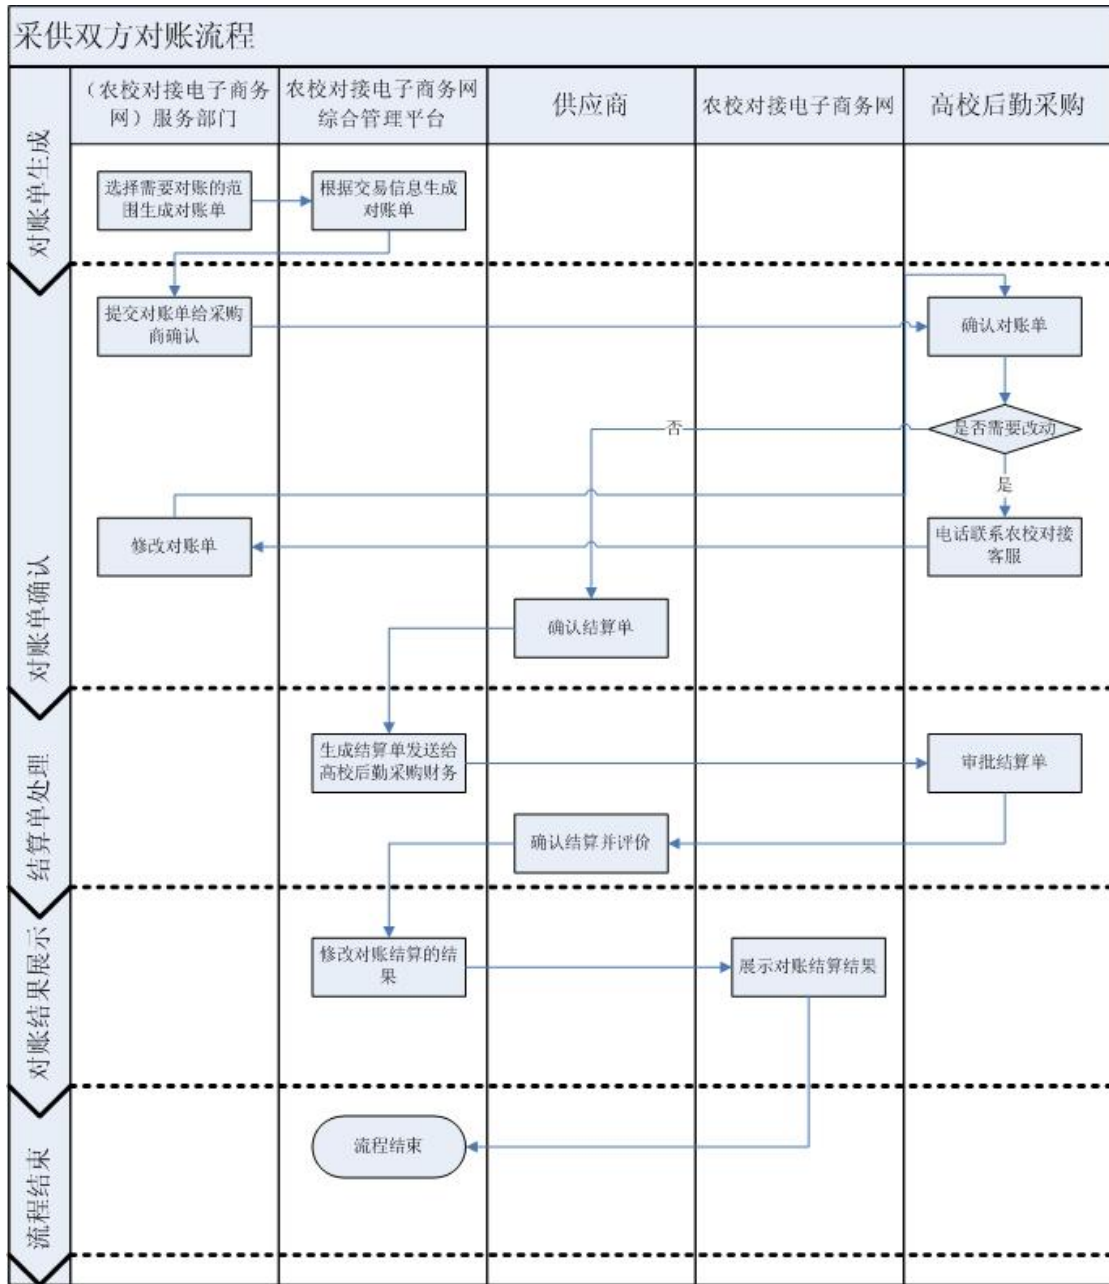 采供双方对账流程
（农校对接电子商务
网）服务部门
农校对接电子商务网
综合管理平台
供应商
农校对接电子商务网
高校后勤采购
对账单生成
选择需要对账的范
围生成对账单
根据交易信息生成
对账单
对账单确认
提交对账单给采购
商确认
确认对账单
是否需要改动
否
是
修改对账单
电话联系农校对接
客服
确认结算单
结算单处理
生成结算单发送给
高校后勤采购财务
审批结算单
确认结算并评价
对账结果展示
修改对账结算的结
果
展示对账结算结果
流程结束
流程结束